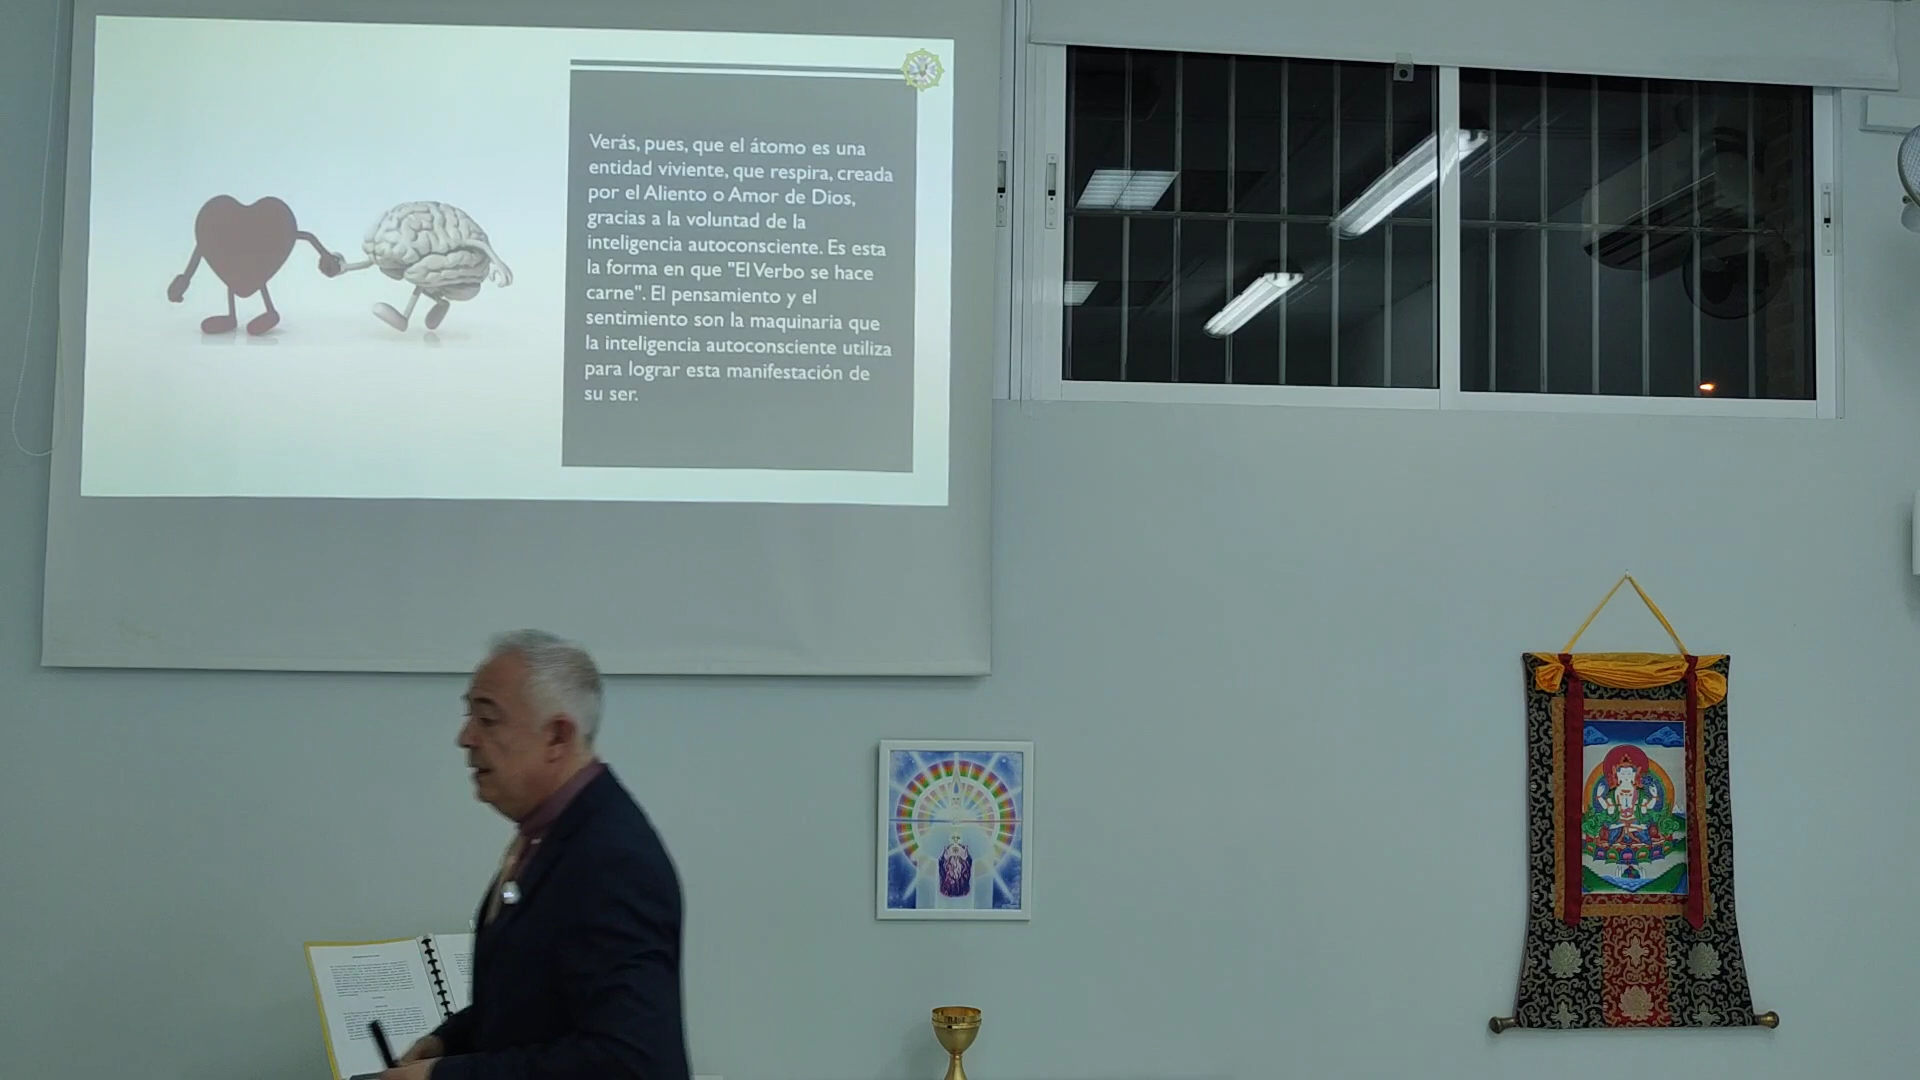 Verás, pues, que el átomo es una
entidad viviente, que respira, creada
por el Aliento o Amor de Dios,
gracias a la voluntad de la
inteligencia autoconsciente. Es esta
la forma en que "El Verbo se hace
carne". El pensamiento y el
sentimiento son la maquinaria que
la inteligencia autoconsciente utiliza
para lograr esta manifestación de
su ser.